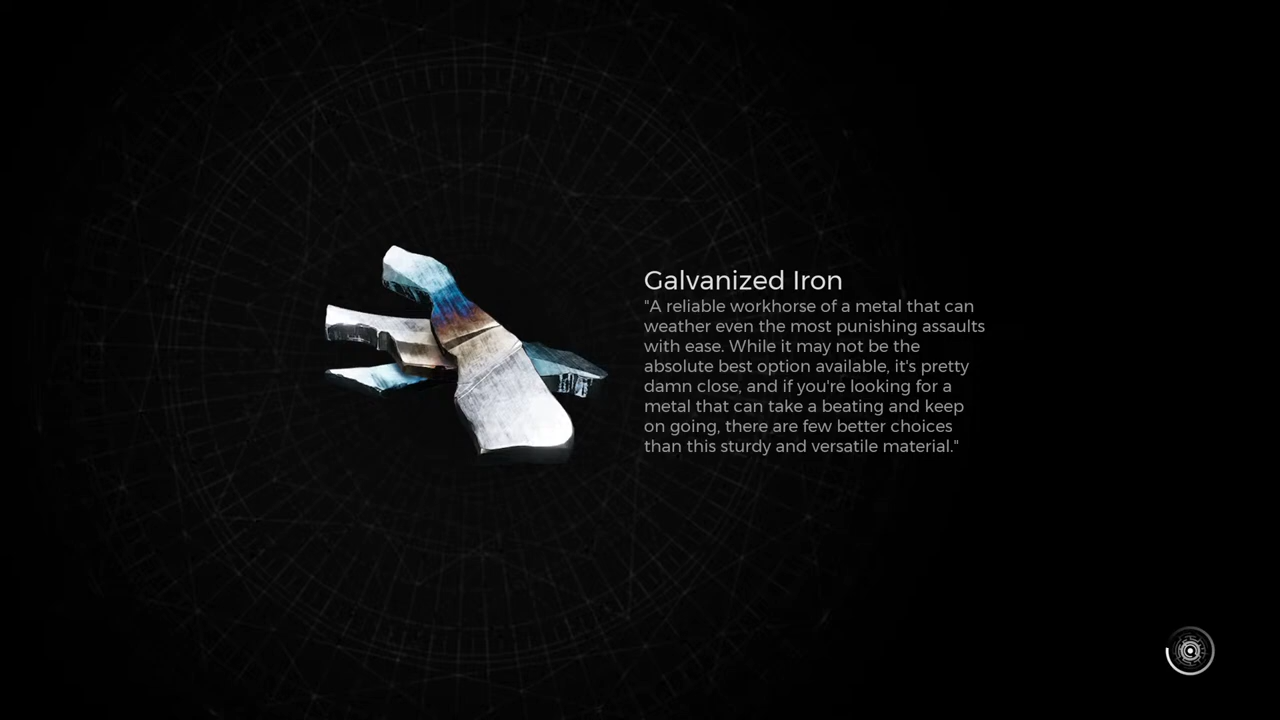 Galvanized Iron
"A reliable workhorse of a metal that can
weather even the most punishing assaults
with ease. While it may not be the
absolute best option available, it's pretty
damn close, and if you're looking for a
metal that can take a beating and keep
on going, there are few better choices
than this sturdy and versatile material."